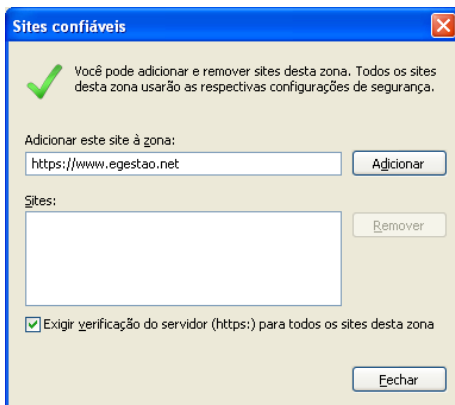 Sites confiáveis
Você pode adicionar e remover sites desta zona. Todos os sites
desta zona usarão as respectivas configurações de segurança.
Adicionar este site à zona:
https://www.egestao.net
Adicionar
Sites:
Remover
Exigir verificação do servidor (https:) para todos os sites desta zona
Fechar